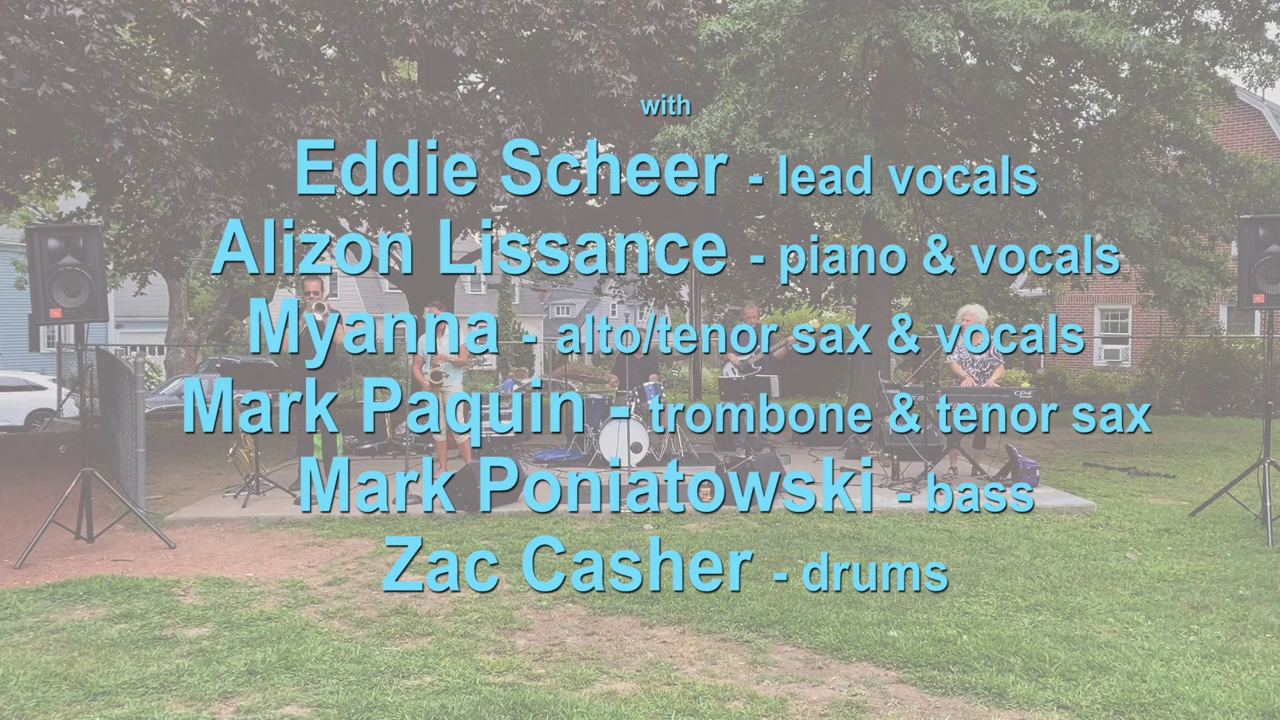 with
Eddie Scheer - lead vocals
Alizon Lissance - piano & vocals
Myanna - alto/tenor sax & vocals
Mark Paquin - trombone & tenor sax
Mark Poniatowski - bass
Zac Casher - drums